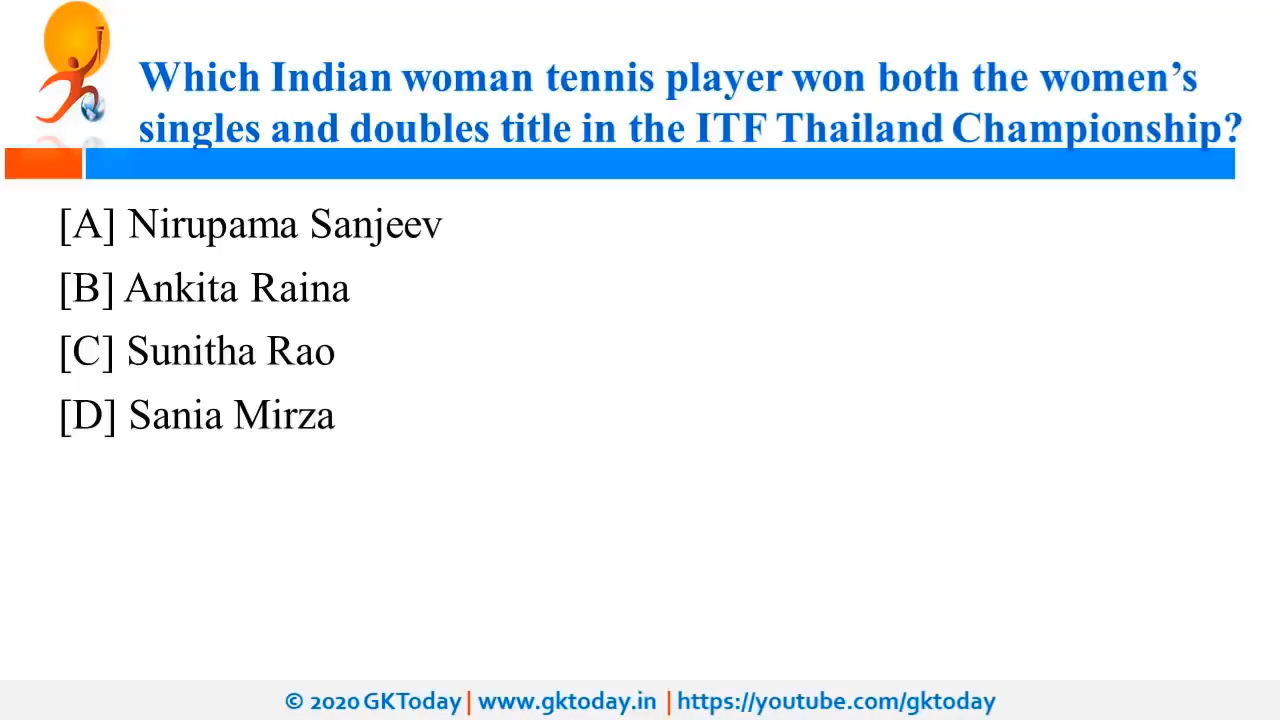 Which Indian woman tennis player won both the women’s
singles and doubles title in the ITF Thailand Championship?
[A] Nirupama Sanjeev
[B] Ankita Raina
[C] Sunitha Rao
[D] Sania Mirza
© 2020 GKToday | www.gktoday.in | https://youtube.com/gktoday